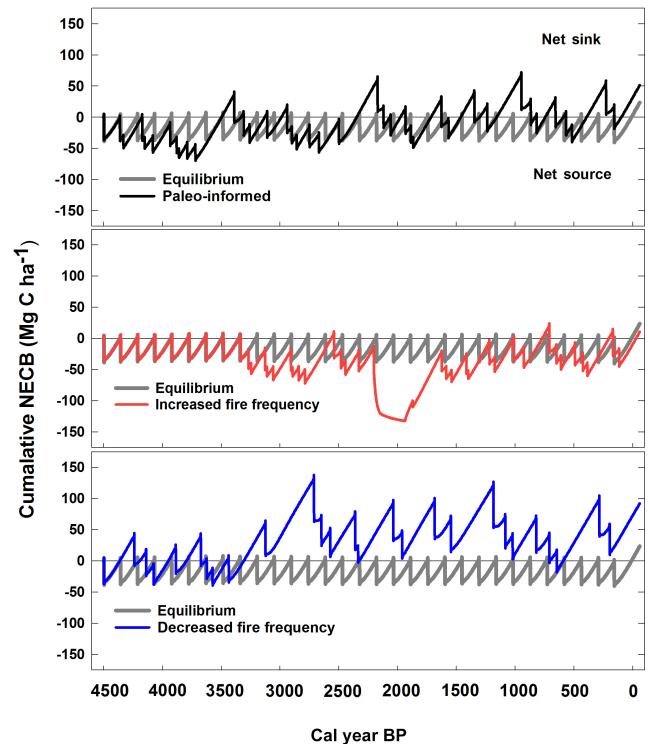 150
100
50
0
-50
-100
-150
Net sink
Net source
Equilibrium
Paleo-informed
150
100
50
0
-50
-100
-150
Equilibrium
Increased fire frequency
150
100
50
0
-50
-100
-150
Equilibrium
Decreased fire frequency
Cumalative NECB (Mg C ha-1)
4500 4000 3500 3000 2500 2000 1500 1000 500 0
Cal year BP